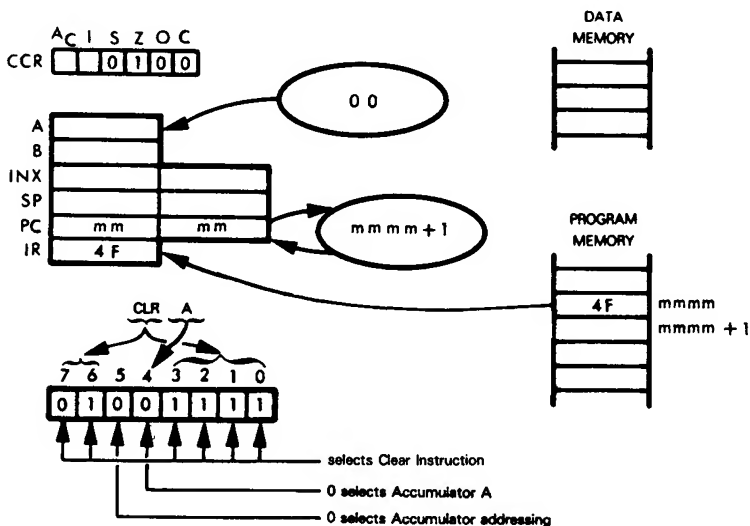 AC I S Z O C
CCR 0 1 0 0
A
B
INX
SP
PC mm mm
IR 4F
00
mmmm+1
DATA
MEMORY
PROGRAM
MEMORY
4F mmmm
mmmm +1
CLR A
7 6 5 4 3 2 1 0
0 1 0 0 1 1 1 1
selects Clear Instruction
0 selects Accumulator A
0 selects Accumulator addressing